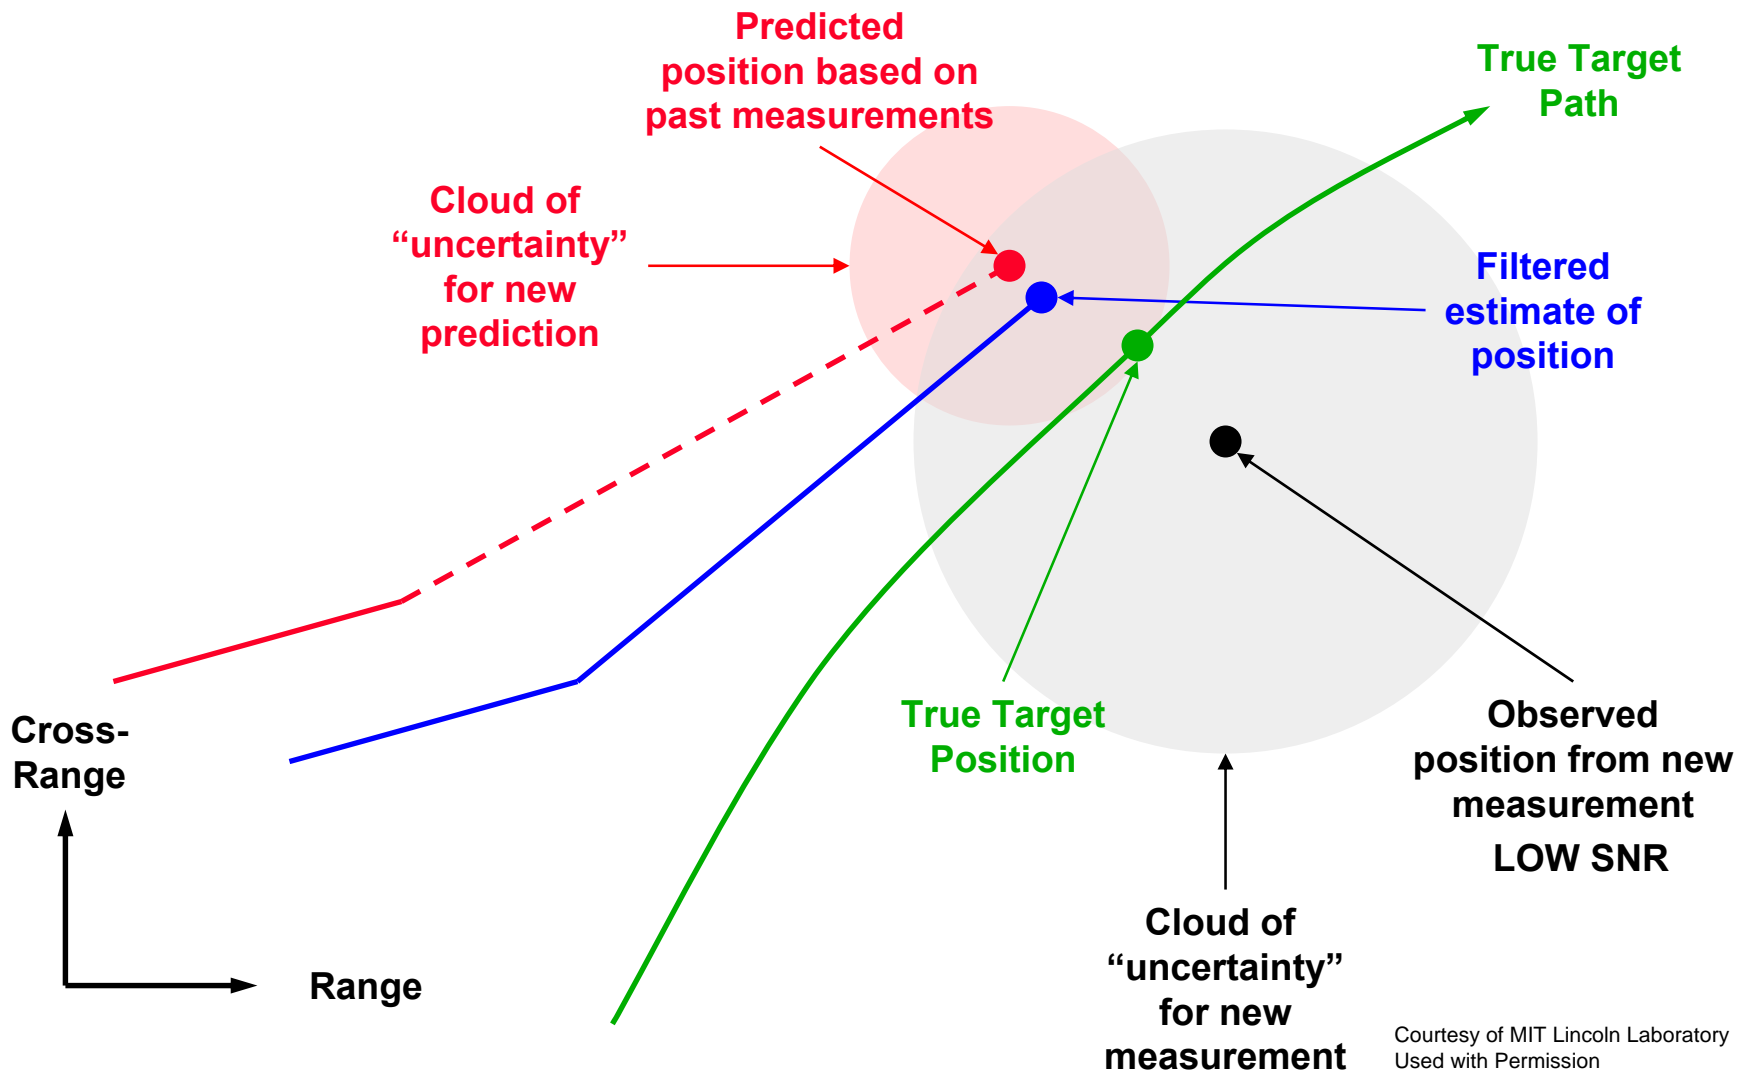 Predicted
position based on
past measurements
True Target
Path
Cloud of
“uncertainty”
for new
prediction
Filtered
estimate of
position
True Target
Position
Cross-
Range
Range
Observed
position from new
measurement
LOW SNR
Cloud of
“uncertainty”
for new
measurement
Courtesy of MIT Lincoln Laboratory
Used with Permission